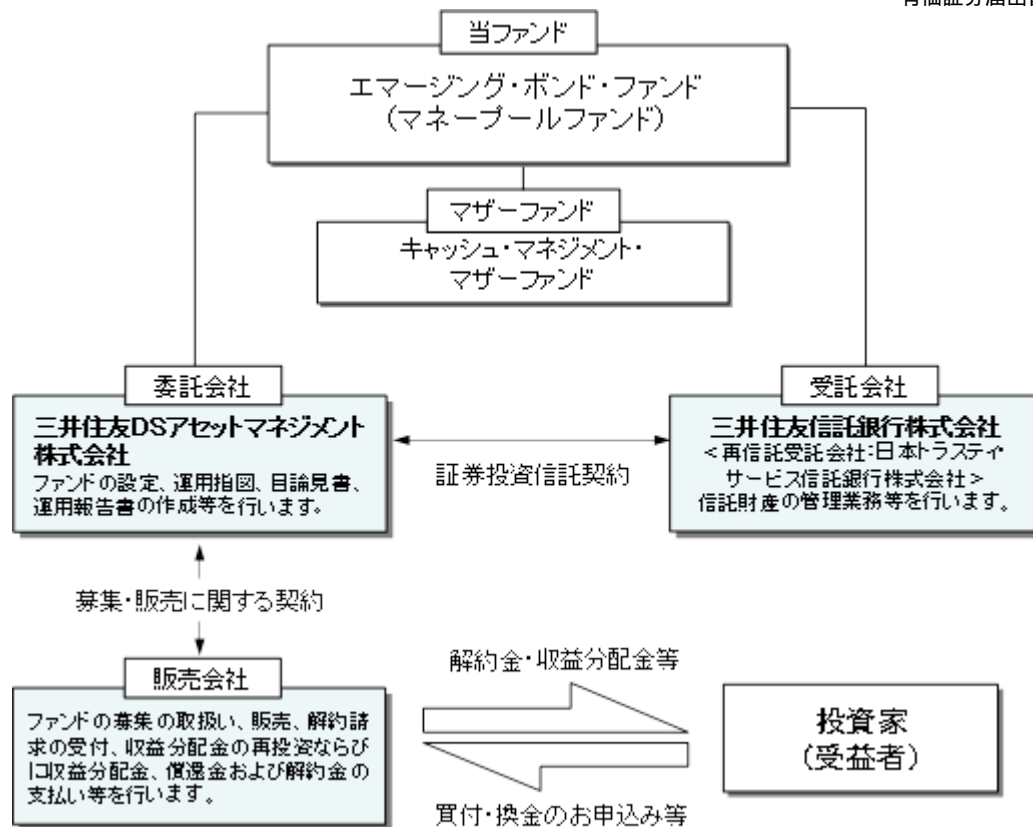 当ファンド
エマージング・ボンド・ファンド
(マネープールファンド)
マザーファンド
キャッシュ・マネジメント・
マザーファンド
委託会社
三井住友DSアセットマネジメント
株式会社
ファンドの設定、運用指図、目論見書、
運用報告書の作成等を行います。
証券投資信託契約
受託会社
三井住友信託銀行株式会社
<再信託受託会社:日本トラスティ
サービス信託銀行株式会社>
信託財産の管理業務等を行います。
募集・販売に関する契約
販売会社
ファンドの募集の取扱い、販売、解約請
求の受付、収益分配金の再投資ならび
に収益分配金、償還金および解約金の
支払い等を行います。
解約金・収益分配金等
買付・換金のお申込み等
投資家
(受益者)